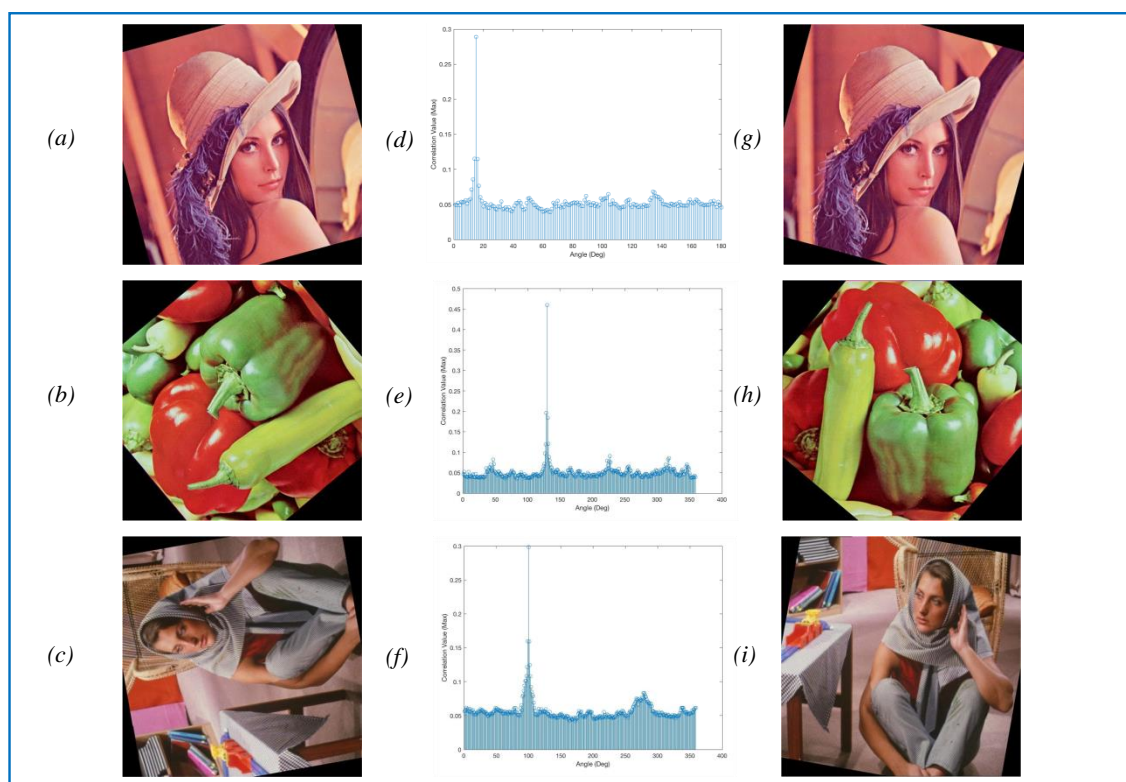 (a)
(d)
0.3
0.25
0.2
0.15
0.1
0.05
0
Correlation Value (Max)
0 20 40 60 80 100 120 140 160 180
Angle (Deg)
(g)
(b)
(e)
0.5
0.45
0.4
0.35
0.3
0.25
0.2
0.15
0.1
0.05
0
Correlation Value (Max)
0 50 100 150 200 250 300 350 400
Angle (Deg)
(h)
(c)
(f)
0.3
0.25
0.2
0.15
0.1
0.05
0
Correlation Value (Max)
0 50 100 150 200 250 300 350 400
Angle (Deg)
(i)